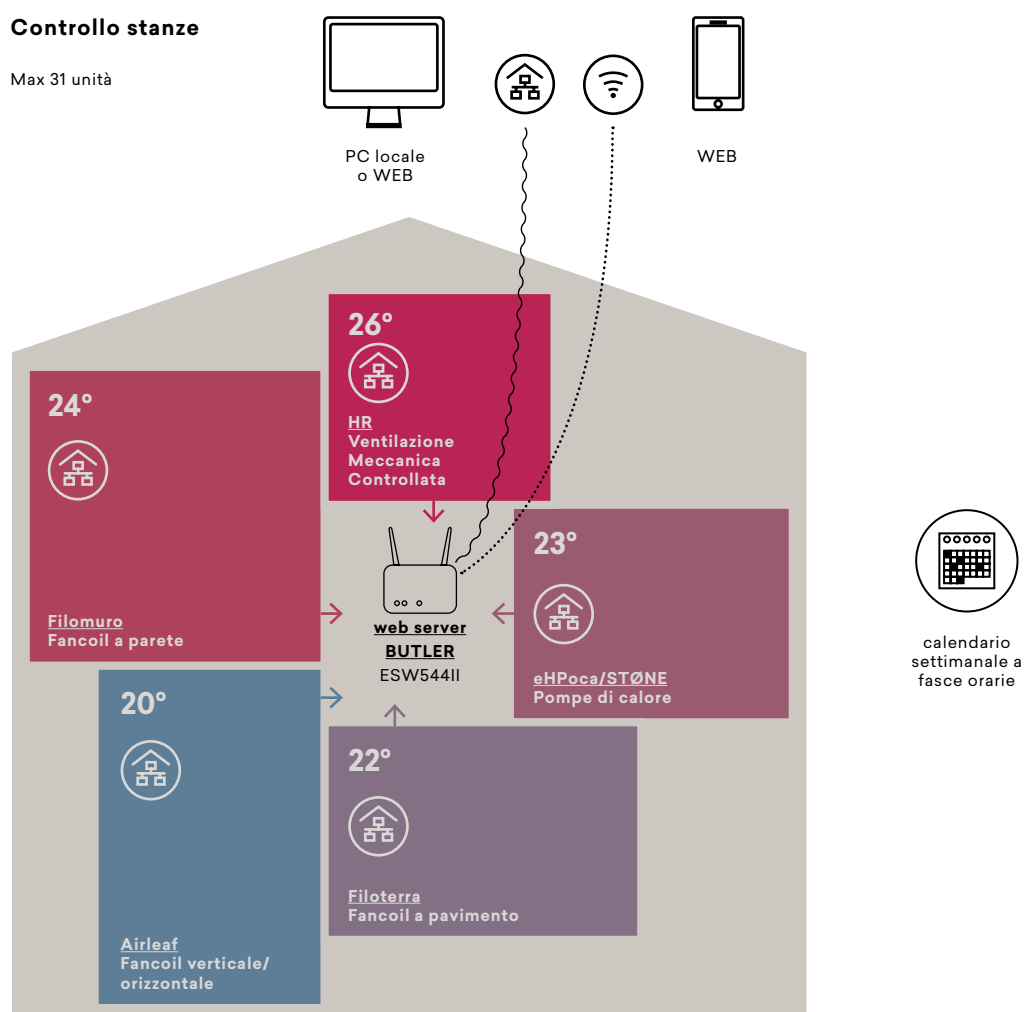 Controllo stanze
Max 31 unità
PC locale
o WEB
WEB
26°
HR
Ventilazione
Meccanica
Controllata
24°
Filomuro
Fancoil a parete
23°
eHPoca/STØNE
Pompe di calore
web server
BUTLER
ESW544II
20°
Airleaf
Fancoil verticale/
orizzontale
22°
Filoterra
Fancoil a pavimento
calendario
settimanale a
fasce orarie